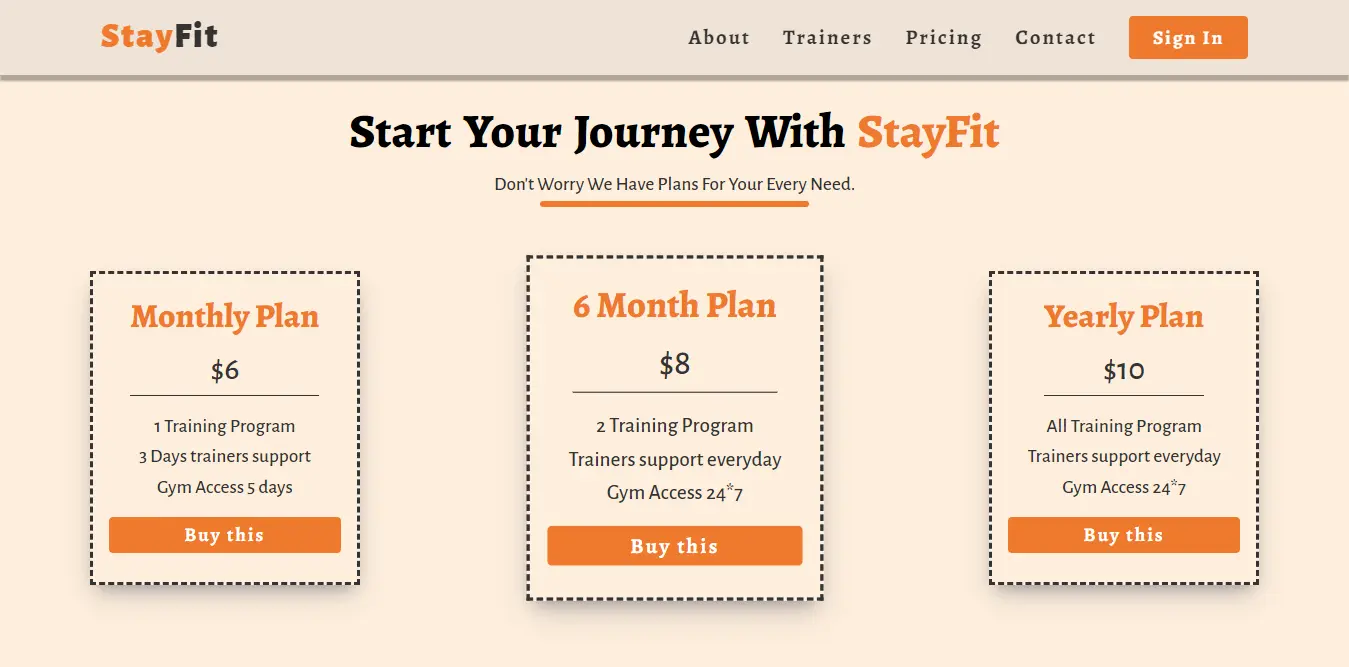 StayFit
About Trainers Pricing Contact Sign In
Start Your Journey With StayFit
Don't Worry We Have Plans For Your Every Need.
Monthly Plan
$6
1 Training Program
3 Days trainers support
Gym Access 5 days
Buy this
6 Month Plan
$8
2 Training Program
Trainers support everyday
Gym Access 24*7
Buy this
Yearly Plan
$10
All Training Program
Trainers support everyday
Gym Access 24*7
Buy this